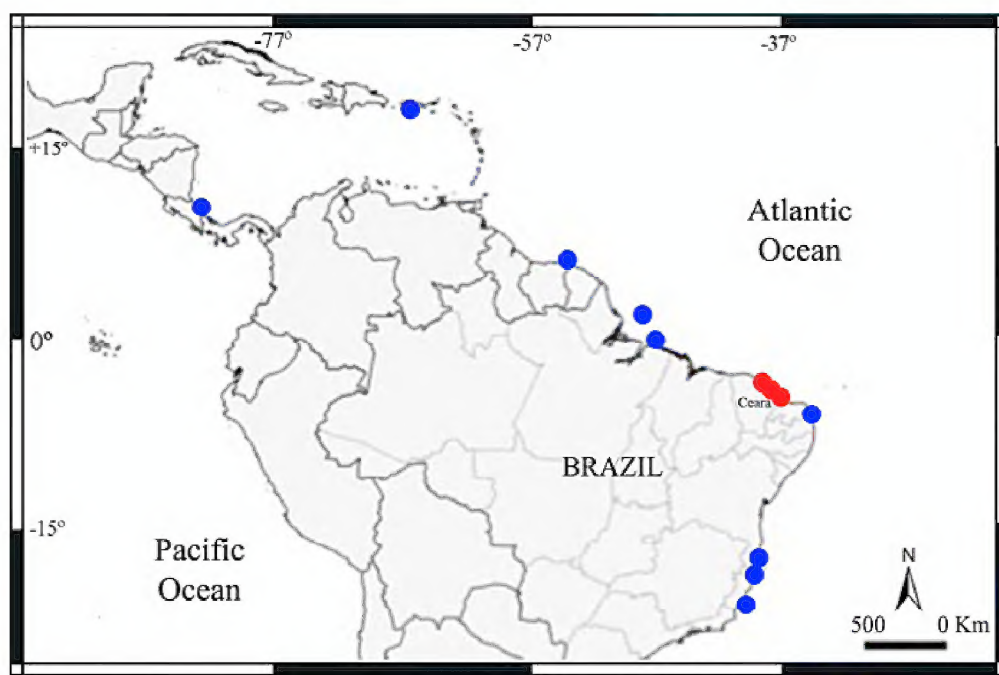 -77° -57° -37°
+15°
Atlantic
Ocean
0°
Ceara
BRAZIL
-15°
Pacific
Ocean
N
500 0 Km